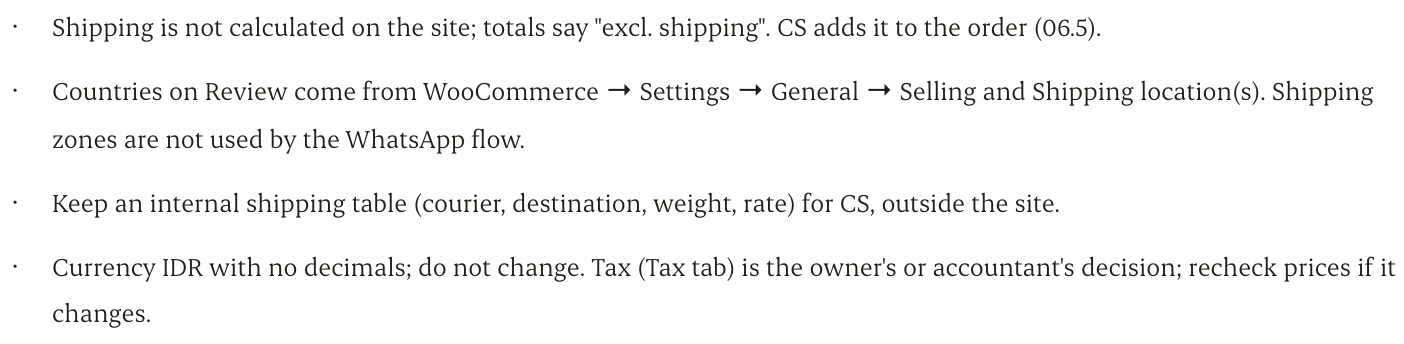 · Shipping is not calculated on the site; totals say "excl. shipping". CS adds it to the order (06.5).
· Countries on Review come from WooCommerce → Settings → General → Selling and Shipping location(s). Shipping
zones are not used by the WhatsApp flow.
· Keep an internal shipping table (courier, destination, weight, rate) for CS, outside the site.
· Currency IDR with no decimals; do not change. Tax (Tax tab) is the owner's or accountant's decision; recheck prices if it
changes.